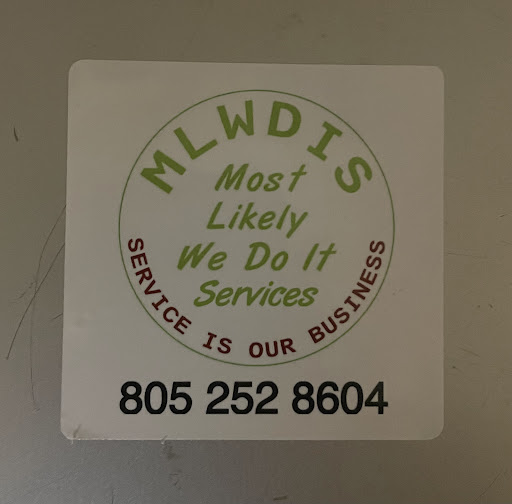 MLWDIS
Most
Likely
We Do It
Services
SERVICE IS OUR BUSINESS
805 252 8604